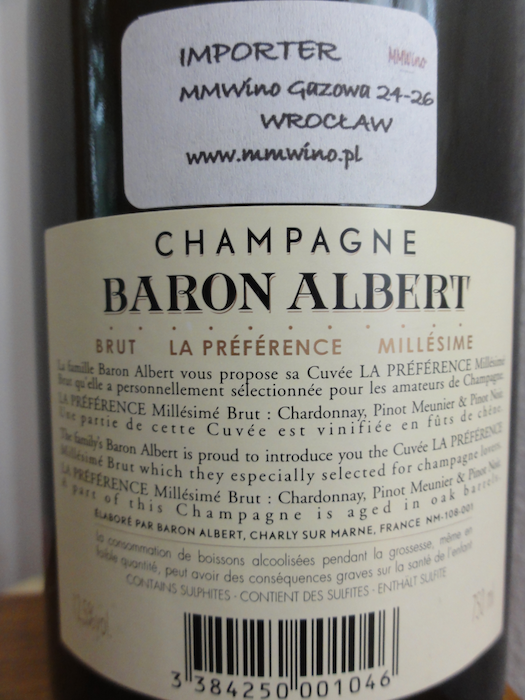 IMPORTER MMWino
MMWino Gazowa 24-26
WROCŁAW
www.mmwino.pl
CHAMPAGNE
BARON ALBERT
BRUT LA PRÉFÉRENCE MILLÉSIME
La famille Baron Albert vous propose sa Cuvée LA PRÉFÉRENCE Millésimé
Brut qu'elle a personnellement sélectionnée pour les amateurs de Champagne.
LA PRÉFÉRENCE Millésimé Brut : Chardonnay, Pinot Meunier & Pinot Noir.
Une partie de cette Cuvée est vinifiée en fûts de chêne.
The family's Baron Albert is proud to introduce you the Cuvée LA PRÉFÉRENCE
Millésimé Brut which they especially selected for champagne lovers.
LA PRÉFÉRENCE Millésimé Brut : Chardonnay, Pinot Meunier & Pinot Noir.
A part of this Champagne is aged in oak barrels.
ÉLABORÉ PAR BARON ALBERT, CHARLY SUR MARNE, FRANCE NM-108-001
la consommation de boissons alcoolisées pendant la grossesse, même en
faible quantité, peut avoir des conséquences graves sur la santé de l'enfant
CONTAINS SULPHITES - CONTIENT DES SULFITES - ENTHÄLT SULFITE
12,5% vol. 750 ml
3 384250 001046